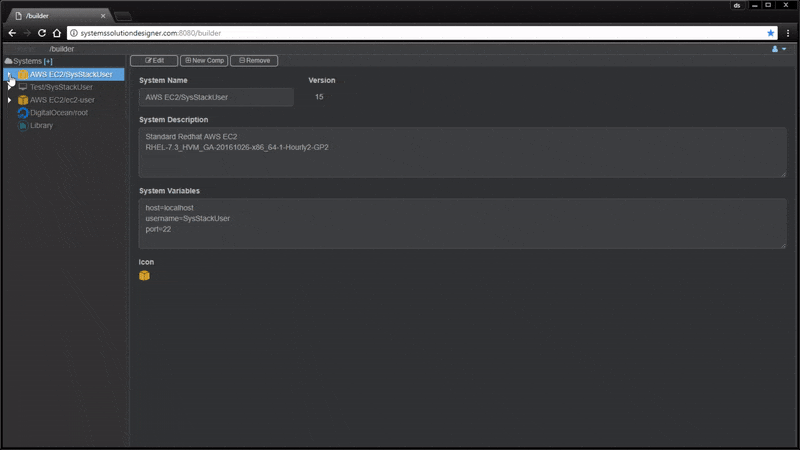 ds
/builder
systemssolutiondesigner.com:8080/builder
/builder
Systems [+]
AWS EC2/SysStackUser
Test/SysStackUser
AWS EC2/ec2-user
DigitalOcean/root
Library
Edit
New Comp
Remove
System Name
Version
AWS EC2/SysStackUser
15
System Description
Standard Redhat AWS EC2
RHEL-7.3_HVM_GA-20161026-x86_64-1-Hourly2-GP2
System Variables
host=localhost
username=SysStackUser
port=22
Icon